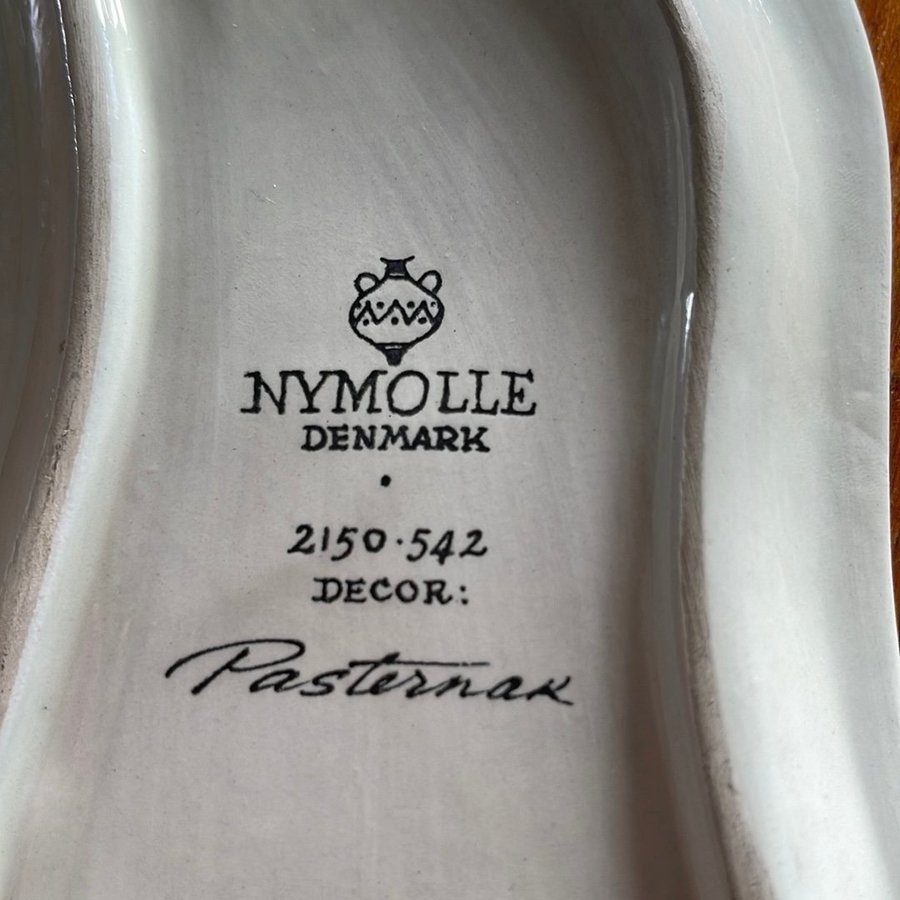 NYMOLLE
DENMARK
.
2150.542
DECOR:
Pasternak